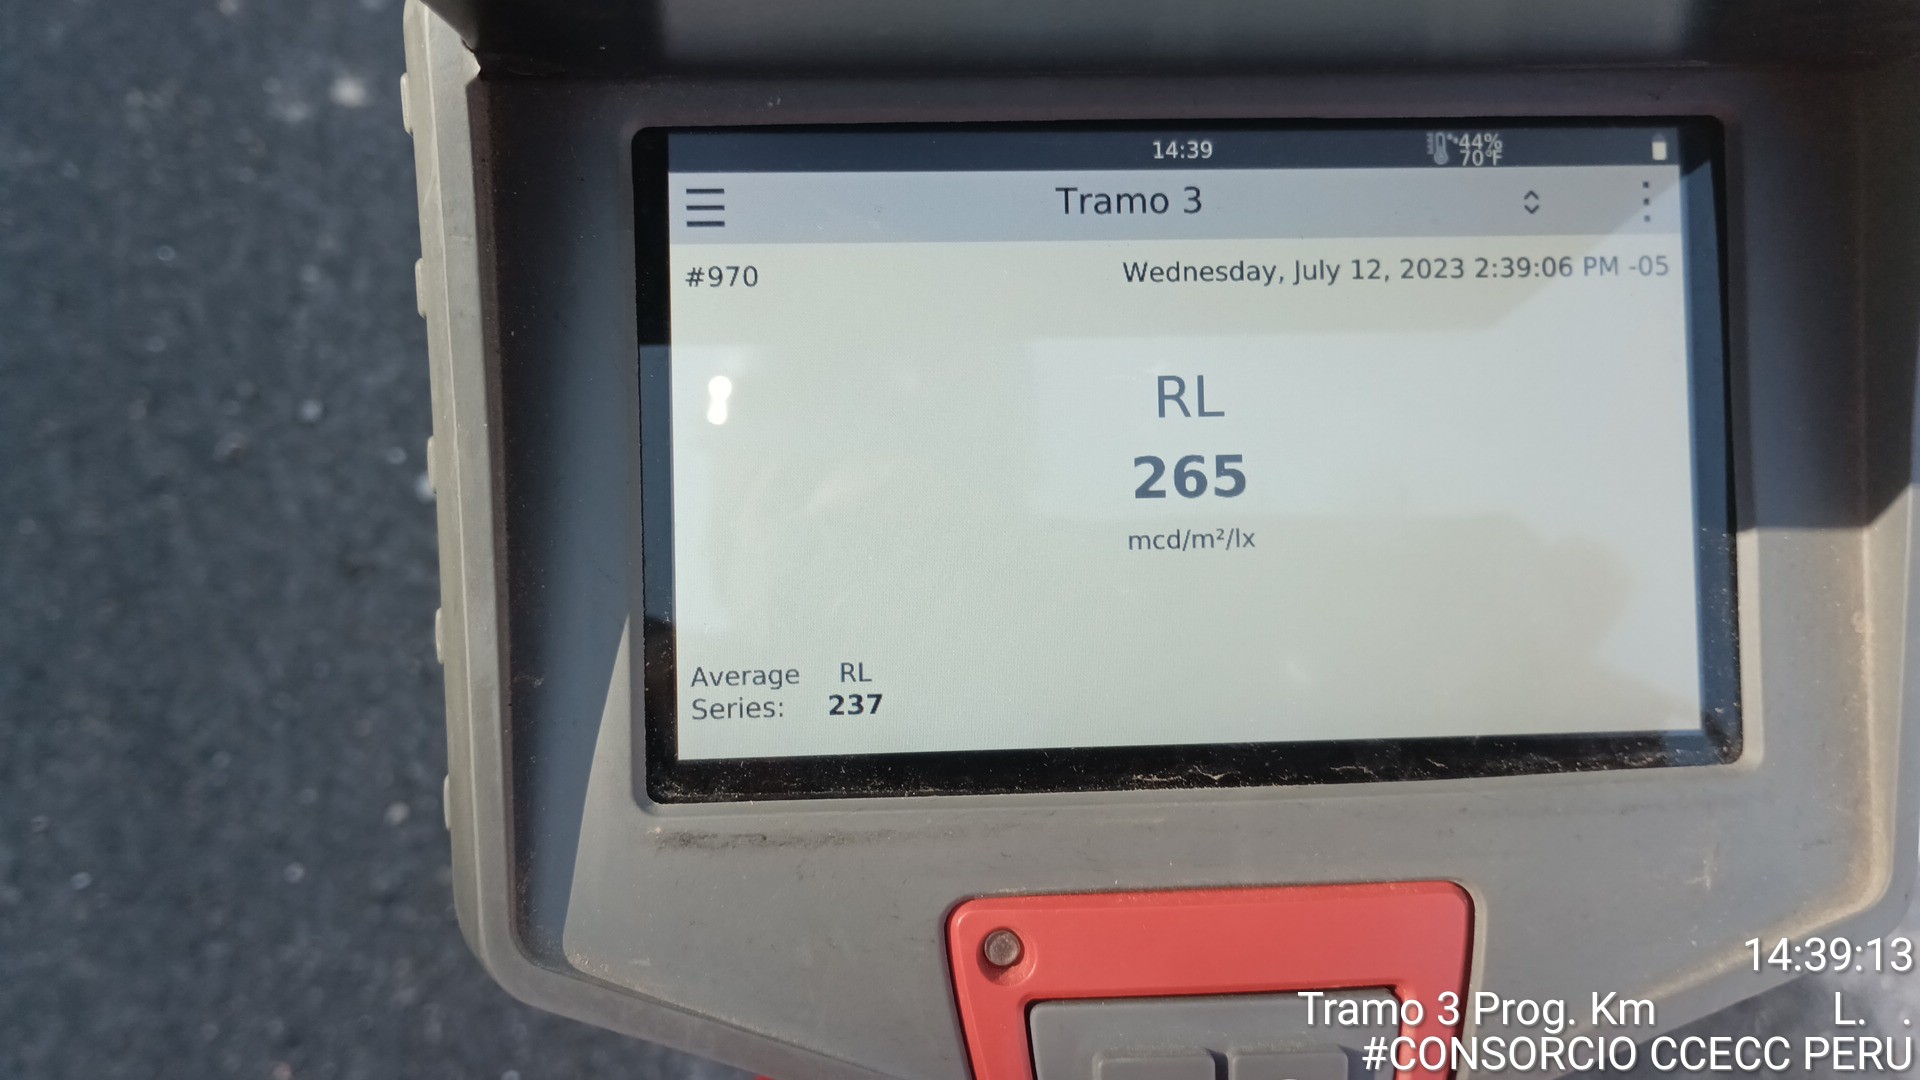 14:39
44%
70°F
Tramo 3
#970
Wednesday, July 12, 2023 2:39:06 PM -05
RL
265
mcd/m²/lx
Average RL
Series: 237
14:39:13
Tramo 3 Prog. Km L. .
#CONSORCIO CCECC PERU